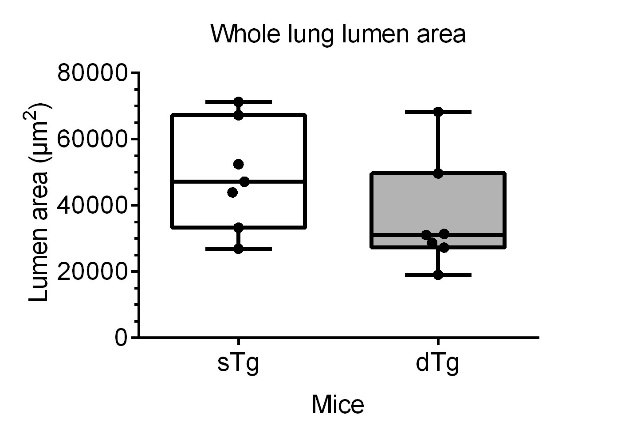 Whole lung lumen area
Lumen area (µm²)
80000
60000
40000
20000
0
sTg
dTg
Mice